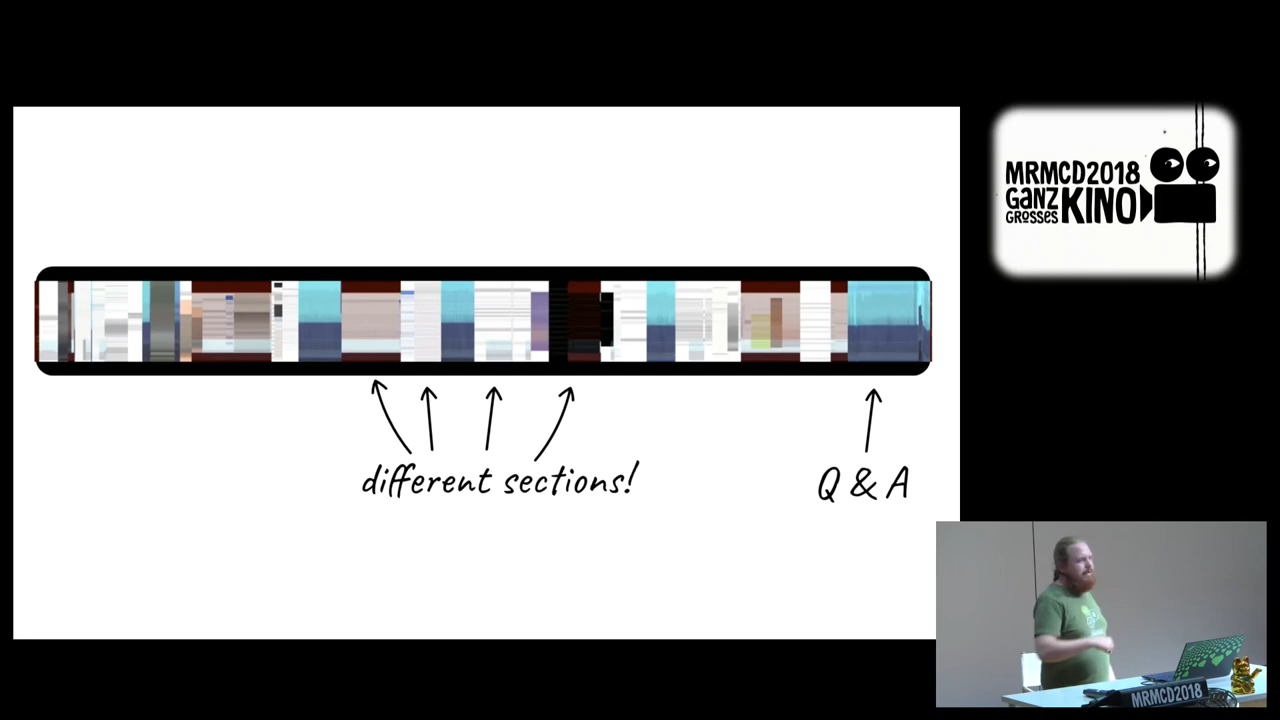 different sections!
Q & A
MRMCD2018
GANZ
GROSSES
KINO
MRMCD2018